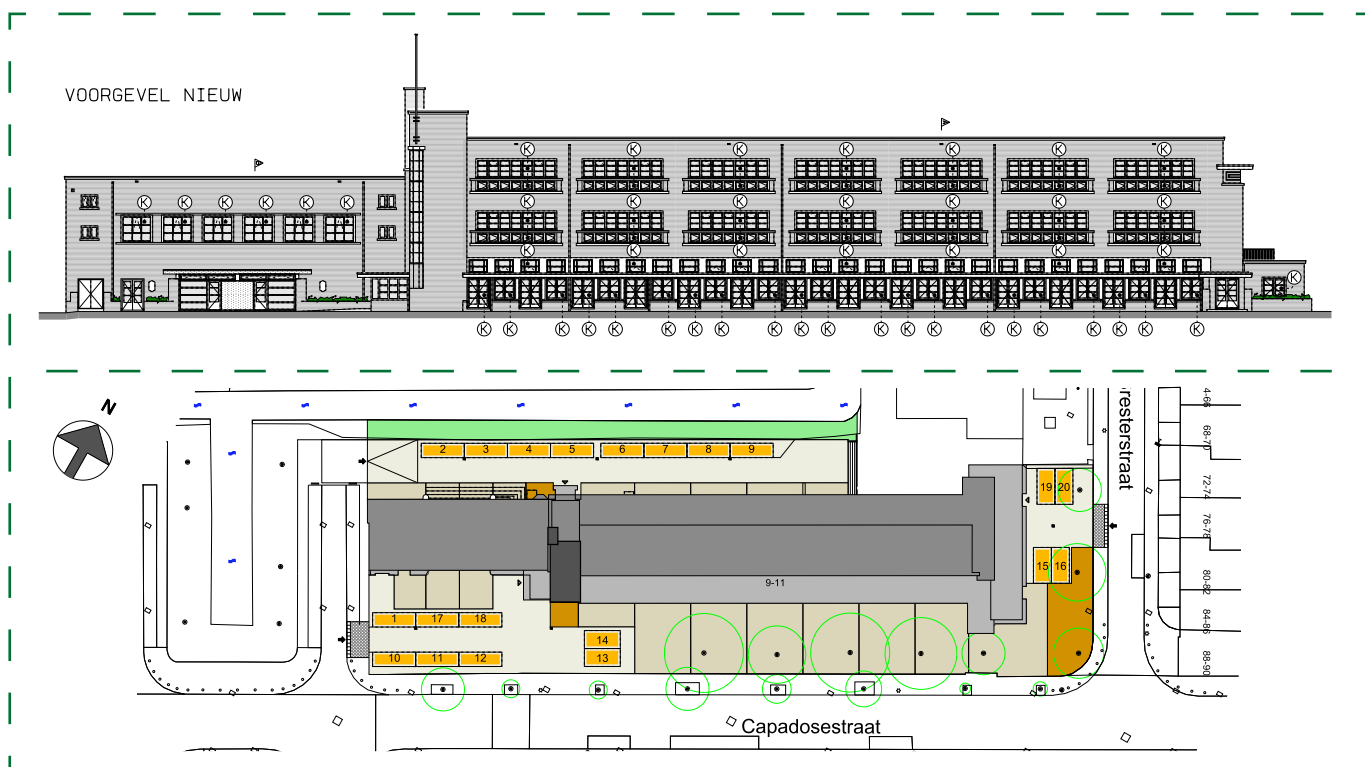 VOORGEVEL NIEUW
K K K K K K K
K K K K K K
K K K K K K K
K K K K K K K
K
K K K K K K K K K K K K K K K K K K K K
N
2 3 4 5 6 7 8 9
19 20
15 16
9-11
1 17 18
10 11 12
14
13
resterstraat
4-66
68-70
72-74
76-78
80-82
84-86
88-90
Capadosestraat